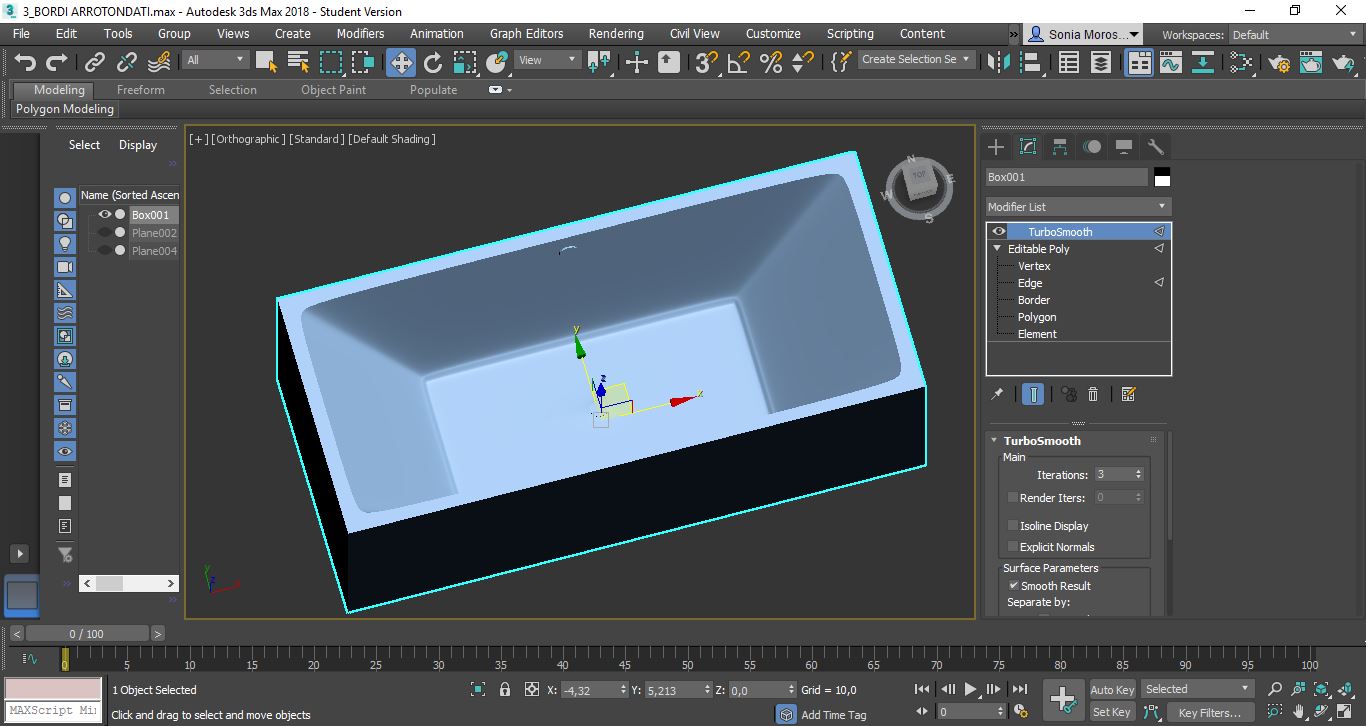 3_BORDI ARROTONDATI.max - Autodesk 3ds Max 2018 - Student Version
File Edit Tools Group Views Create Modifiers Animation Graph Editors Rendering Civil View Customize Scripting Content » Sonia Moros... Workspaces: Default
All View 3 Create Selection Se
Modeling Freeform Selection Object Paint Populate
Polygon Modeling
Select Display
Name (Sorted Ascen
Box001
Plane002
Plane004
[+] [Orthographic] [Standard] [Default Shading]
N
TOP
W E
S
y
z
x
y
z
Box001
Modifier List
TurboSmooth
Editable Poly
Vertex
Edge
Border
Polygon
Element
TurboSmooth
Main
Iterations: 3
Render Iters: 0
Isoline Display
Explicit Normals
Surface Parameters
Smooth Result
Separate by:
< 0 / 100 >
0 5 10 15 20 25 30 35 40 45 50 55 60 65 70 75 80 85 90 95 100
1 Object Selected X: -4,32 Y: 5,213 Z: 0,0 Grid = 10,0 Auto Key Selected
MAXScript Mi
Click and drag to select and move objects Add Time Tag 0 Set Key Key Filters...